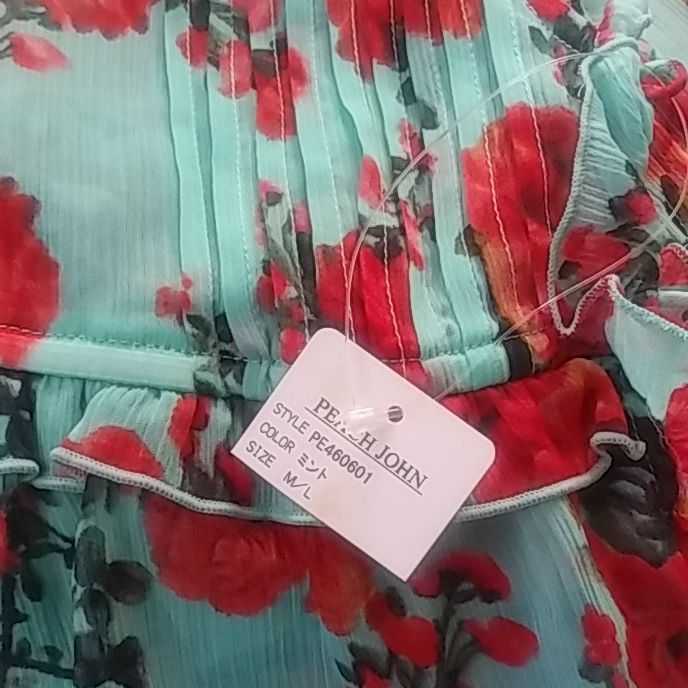 PEACH JOHN
STYLE PE460601
COLOR ミント
SIZE M/L